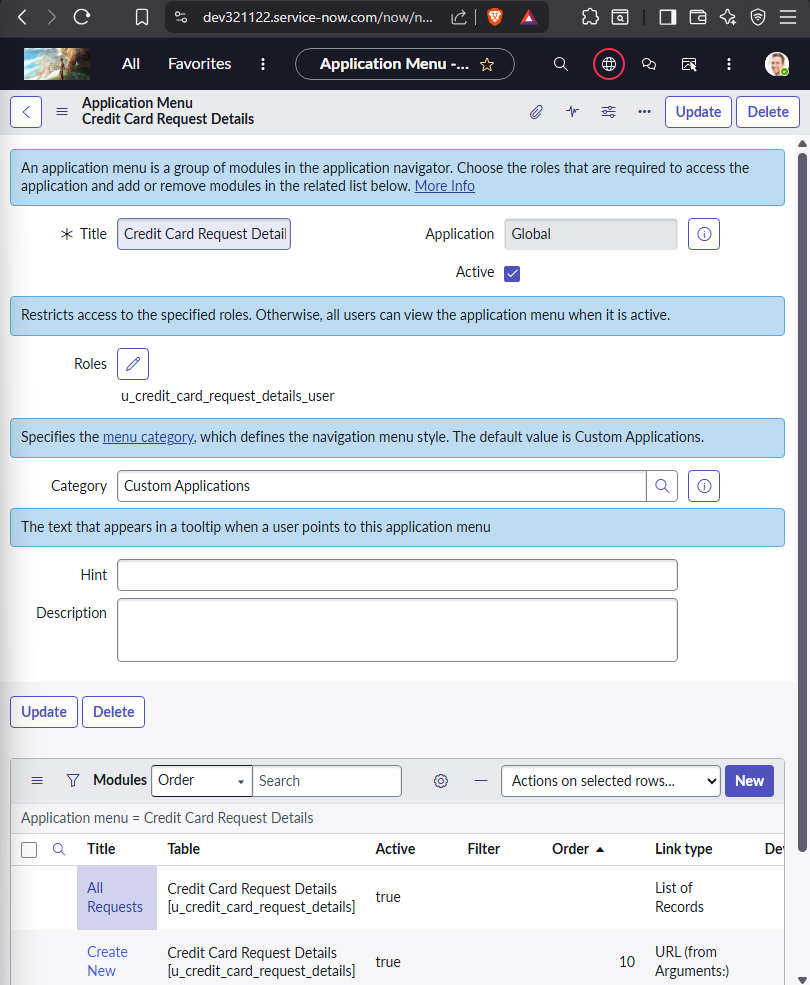 dev321122.service-now.com/now/n...
All
Favorites
Application Menu -...
Application Menu
Credit Card Request Details
Update
Delete
An application menu is a group of modules in the application navigator. Choose the roles that are required to access the
application and add or remove modules in the related list below. More Info
Title
Credit Card Request Detail
Application
Global
Active
Restricts access to the specified roles. Otherwise, all users can view the application menu when it is active.
Roles
u_credit_card_request_details_user
Specifies the menu category, which defines the navigation menu style. The default value is Custom Applications.
Category
Custom Applications
The text that appears in a tooltip when a user points to this application menu
Hint
Description
Update
Delete
Modules
Order
Search
Actions on selected rows...
New
Application menu = Credit Card Request Details
Title
Table
Active
Filter
Order
Link type
De
All
Requests
Credit Card Request Details
[u_credit_card_request_details]
true
List of
Records
Create
New
Credit Card Request Details
[u_credit_card_request_details]
true
10
URL (from
Arguments:)